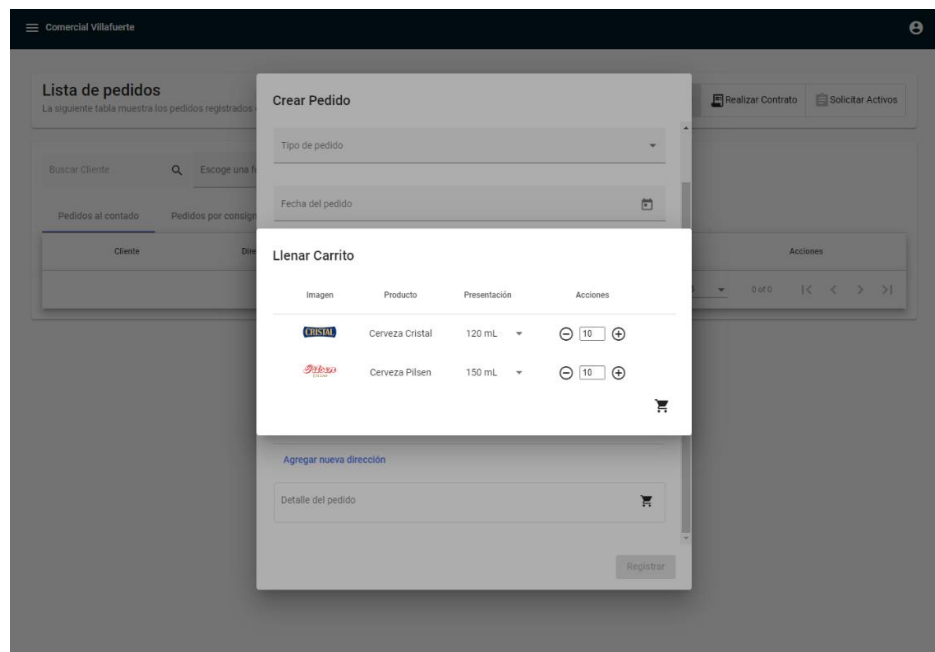 Comercial Villafuerte
Lista de pedidos
La siguiente tabla muestra los pedidos registrados
Realizar Contrato
Solicitar Activos
Crear Pedido
Tipo de pedido
Buscar Cliente
Escoge una f
Fecha del pedido
Pedidos al contado
Pedidos por consign
Cliente
Dire
Acciones
0 of 0
Llenar Carrito
Imagen Producto Presentación Acciones
CRISTAL Cerveza Cristal 120 mL 10
Pilsen Cerveza Pilsen 150 mL 10
Agregar nueva dirección
Detalle del pedido
Registrar